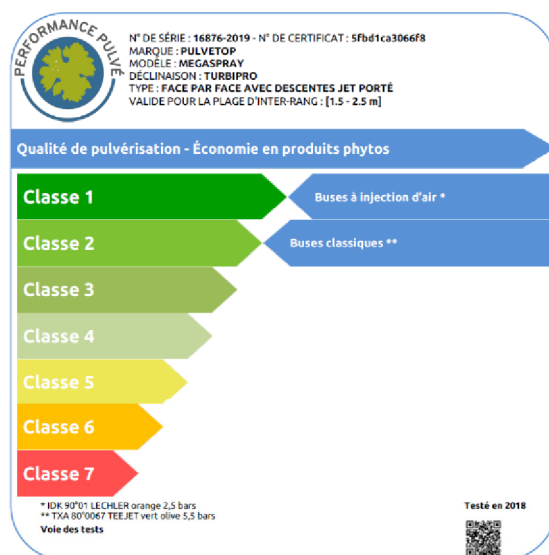 PERFORMANCE PULVÉ
N° DE SÉRIE : 16876-2019 - N° DE CERTIFICAT : 5fbd1ca3066f8
MARQUE : PULVETOP
MODÈLE : MEGASPRAY
DÉCLINAISON : TURBIPRO
TYPE : FACE PAR FACE AVEC DESCENTES JET PORTÉ
VALIDE POUR LA PLAGE D'INTER-RANG : [1.5 - 2.5 m]
Qualité de pulvérisation - Économie en produits phytos
Classe 1
Buses à injection d'air *
Classe 2
Buses classiques **
Classe 3
Classe 4
Classe 5
Classe 6
Classe 7
* IDK 90°01 LECHLER orange 2,5 bars
** TXA 80°0067 TEEJET vert olive 5,5 bars
Voie des tests
Testé en 2018